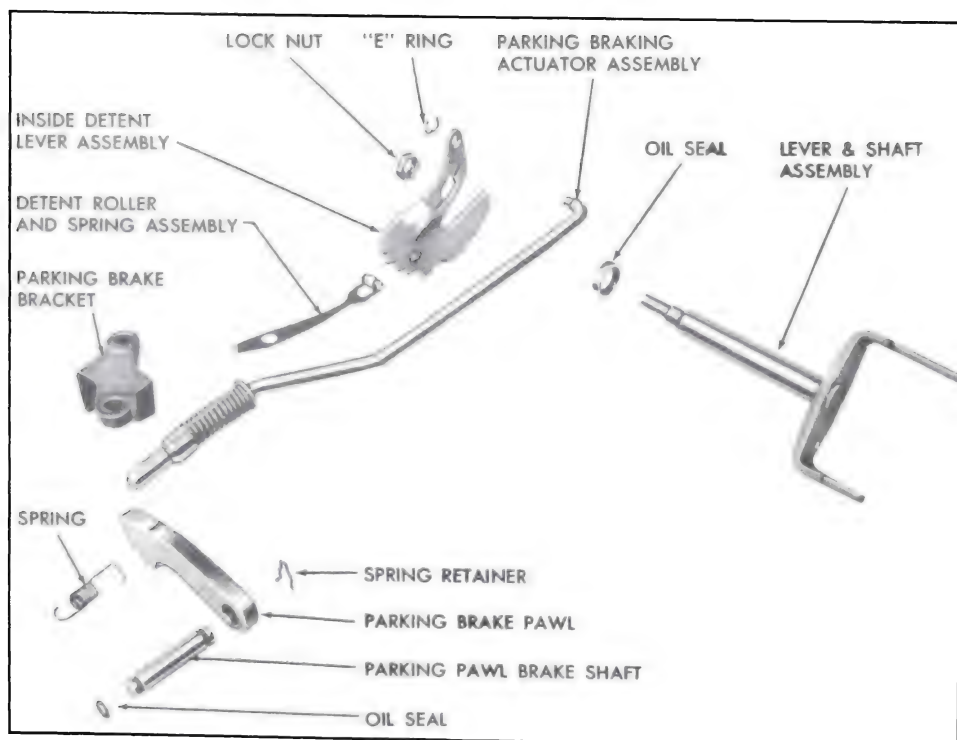 LOCK NUT
"E" RING
PARKING BRAKING
ACTUATOR ASSEMBLY
INSIDE DETENT
LEVER ASSEMBLY
OIL SEAL
LEVER & SHAFT
ASSEMBLY
DETENT ROLLER
AND SPRING ASSEMBLY
PARKING BRAKE
BRACKET
SPRING
SPRING RETAINER
PARKING BRAKE PAWL
PARKING PAWL BRAKE SHAFT
OIL SEAL